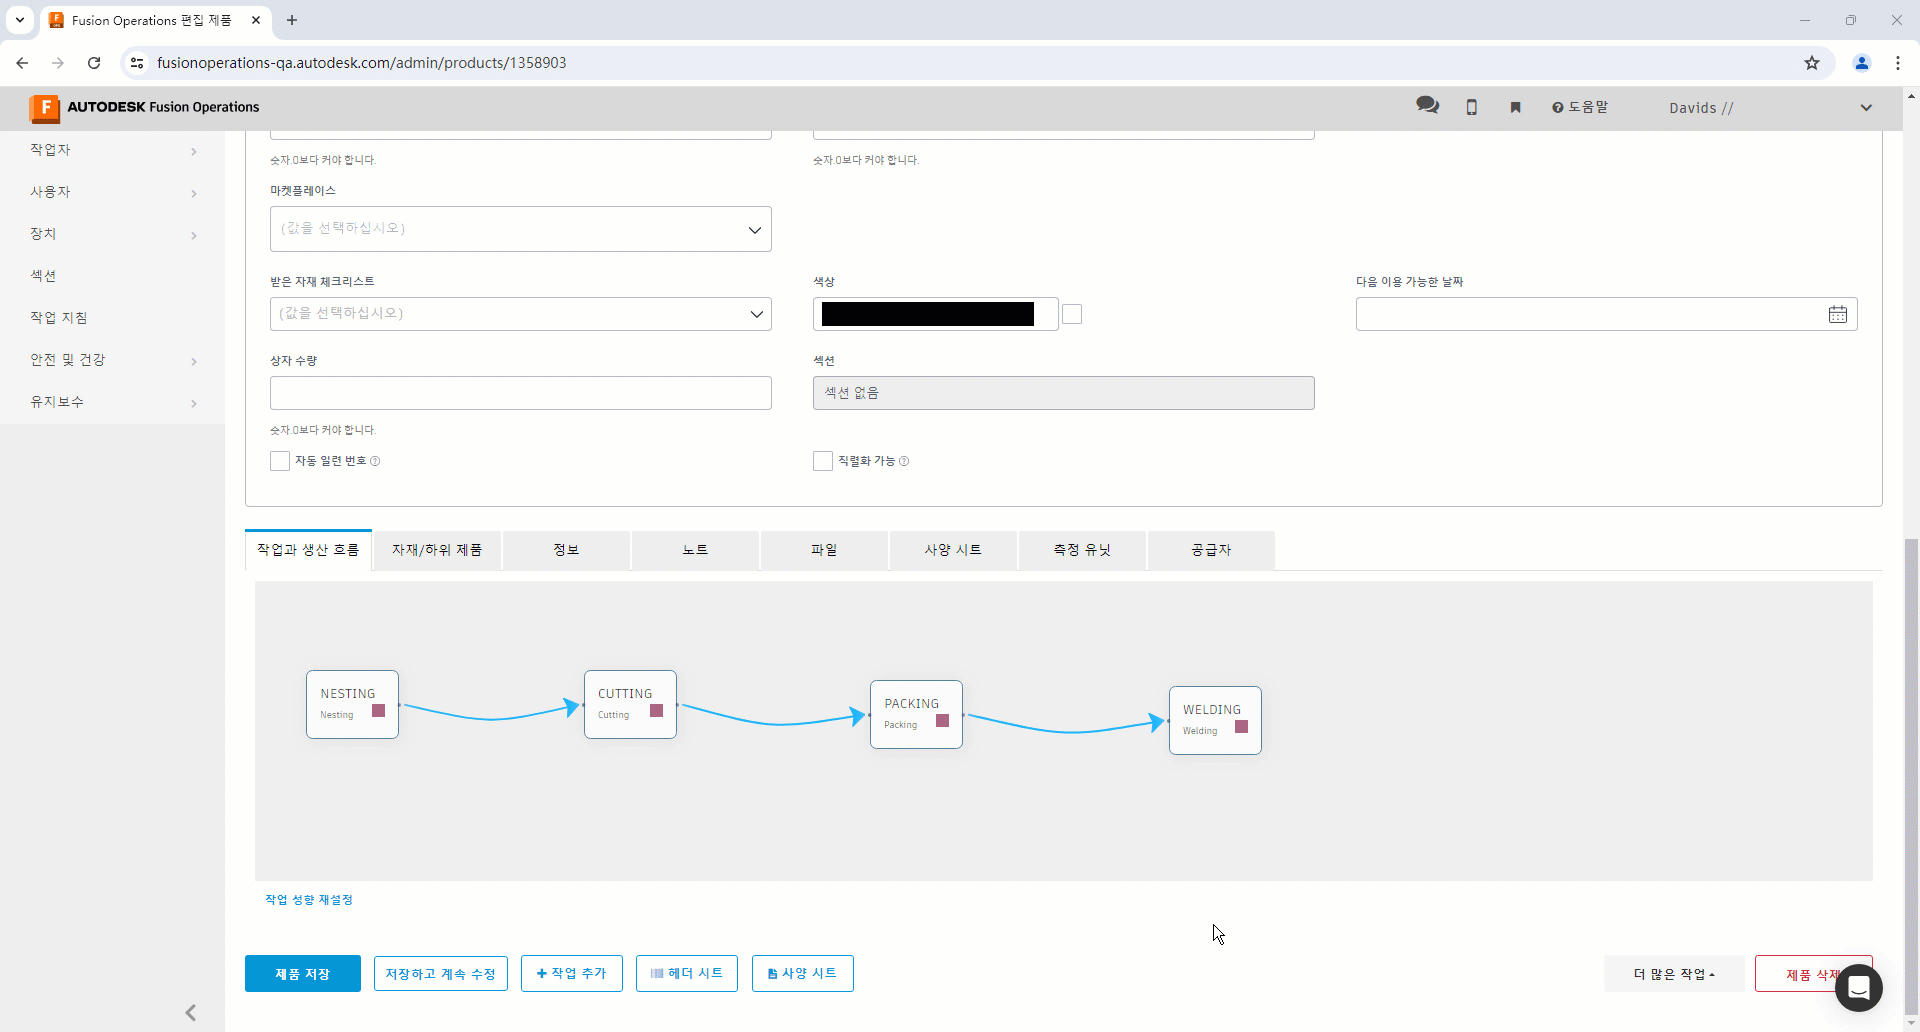 Fusion Operations 편집 제품
fusionoperations-qa.autodesk.com/admin/products/1358903
AUTODESK Fusion Operations
도움말
Davids //
작업자
사용자
장치
섹션
작업 지침
안전 및 건강
유지보수
숫자.0보다 커야 합니다.
숫자.0보다 커야 합니다.
마켓플레이스
(값을 선택하십시오)
받은 자재 체크리스트
색상
다음 이용 가능한 날짜
(값을 선택하십시오)
상자 수량
섹션
섹션 없음
숫자.0보다 커야 합니다.
자동 일련 번호
직렬화 가능
작업과 생산 흐름
자재/하위 제품
정보
노트
파일
사양 시트
측정 유닛
공급자
NESTING
Nesting
CUTTING
Cutting
PACKING
Packing
WELDING
Welding
작업 성향 재설정
제품 저장
저장하고 계속 수정
+ 작업 추가
헤더 시트
사양 시트
더 많은 작업
제품 삭제